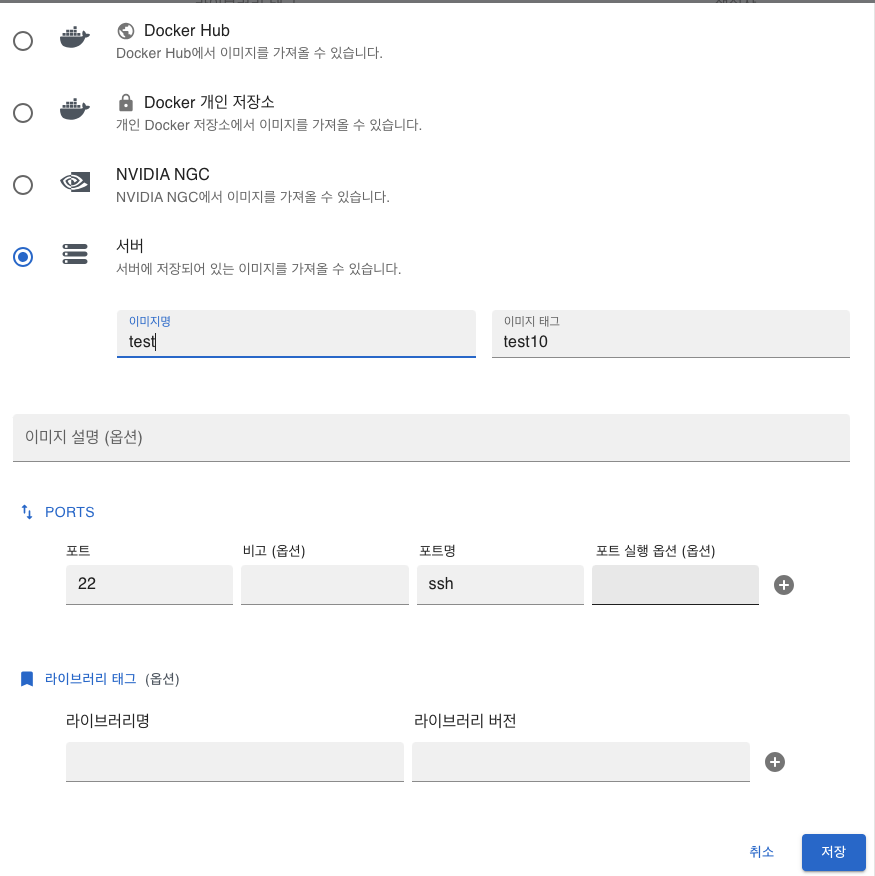 Docker Hub
Docker Hub에서 이미지를 가져올 수 있습니다.
Docker 개인 저장소
개인 Docker 저장소에서 이미지를 가져올 수 있습니다.
NVIDIA NGC
NVIDIA NGC에서 이미지를 가져올 수 있습니다.
서버
서버에 저장되어 있는 이미지를 가져올 수 있습니다.
이미지명 이미지 태그
test test10
이미지 설명 (옵션)
PORTS
포트 비고 (옵션) 포트명 포트 실행 옵션 (옵션)
22 ssh
라이브러리 태그 (옵션)
라이브러리명 라이브러리 버전
취소 저장